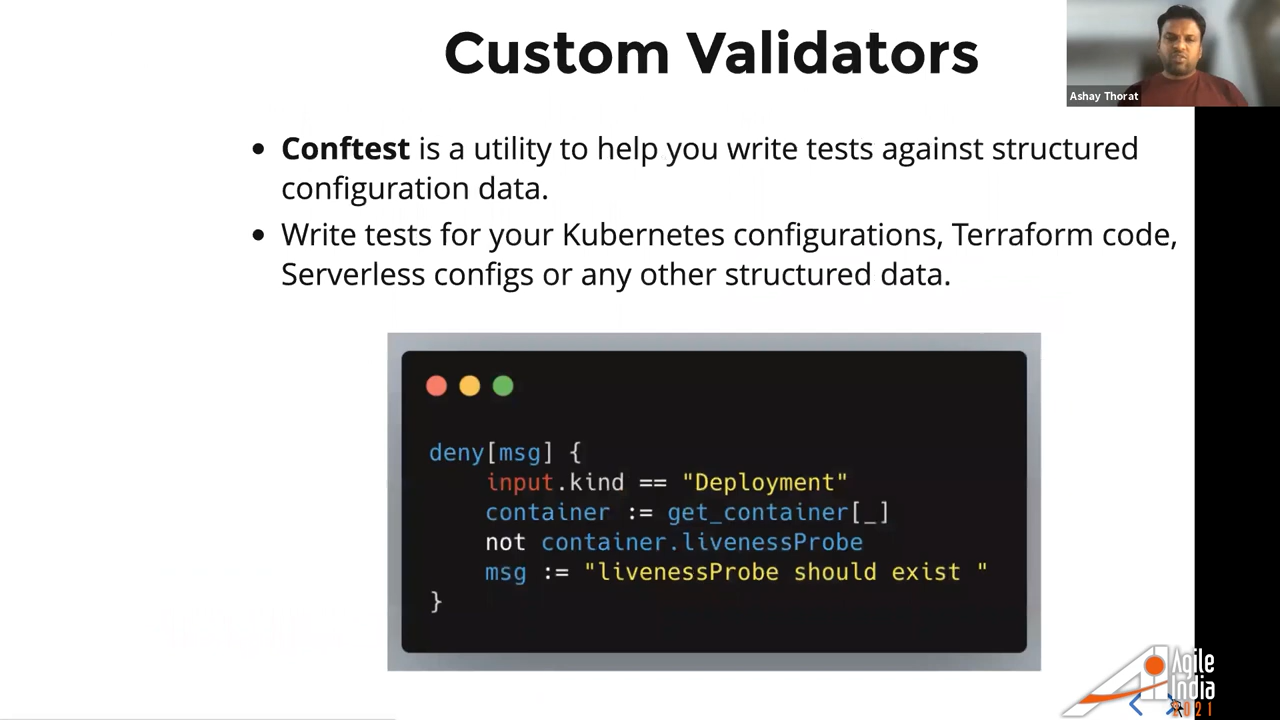 Custom Validators
Ashay Thorat
• Conftest is a utility to help you write tests against structured
configuration data.
• Write tests for your Kubernetes configurations, Terraform code,
Serverless configs or any other structured data.
deny[msg] {
    input.kind == "Deployment"
    container := get_container[_]
    not container.livenessProbe
    msg := "livenessProbe should exist "
}
Agile
India
2021